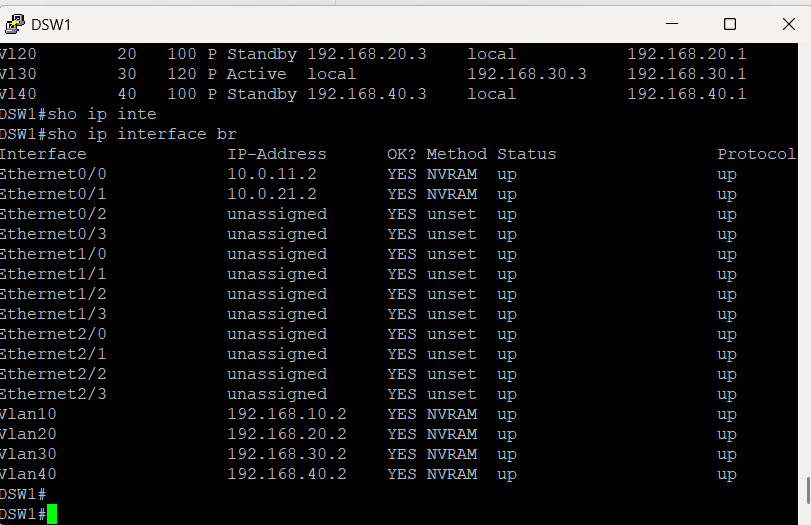 DSW1
Vl20 20 100 P Standby 192.168.20.3 local 192.168.20.1
Vl30 30 120 P Active local 192.168.30.3 192.168.30.1
Vl40 40 100 P Standby 192.168.40.3 local 192.168.40.1
DSW1#sho ip inte
DSW1#sho ip interface br
Interface IP-Address OK? Method Status Protocol
Ethernet0/0 10.0.11.2 YES NVRAM up up
Ethernet0/1 10.0.21.2 YES NVRAM up up
Ethernet0/2 unassigned YES unset up up
Ethernet0/3 unassigned YES unset up up
Ethernet1/0 unassigned YES unset up up
Ethernet1/1 unassigned YES unset up up
Ethernet1/2 unassigned YES unset up up
Ethernet1/3 unassigned YES unset up up
Ethernet2/0 unassigned YES unset up up
Ethernet2/1 unassigned YES unset up up
Ethernet2/2 unassigned YES unset up up
Ethernet2/3 unassigned YES unset up up
Vlan10 192.168.10.2 YES NVRAM up up
Vlan20 192.168.20.2 YES NVRAM up up
Vlan30 192.168.30.2 YES NVRAM up up
Vlan40 192.168.40.2 YES NVRAM up up
DSW1#
DSW1#